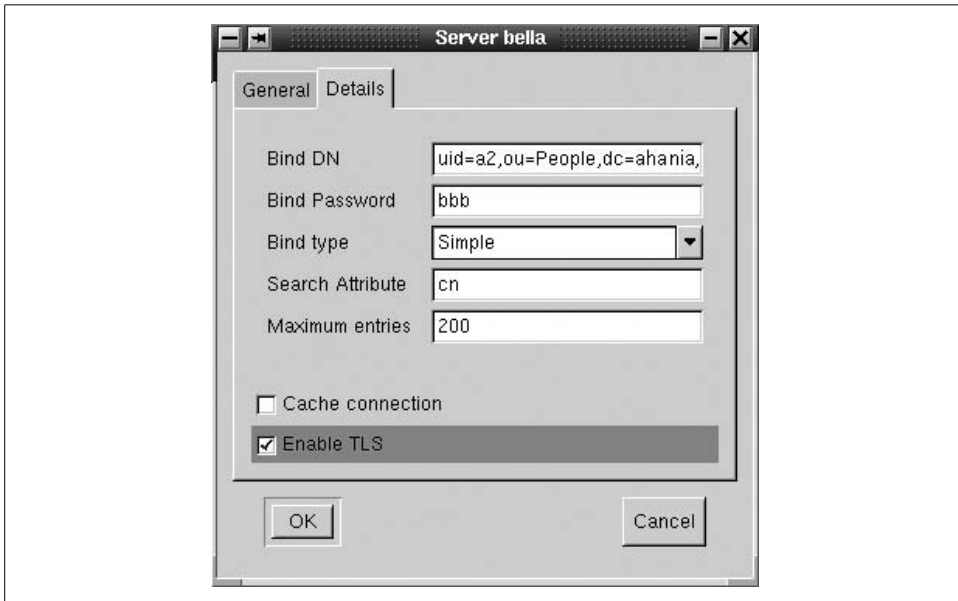 Server bella
General Details
Bind DN uid=a2,ou=People,dc=ahania,
Bind Password bbb
Bind type Simple
Search Attribute cn
Maximum entries 200
Cache connection
Enable TLS
OK Cancel